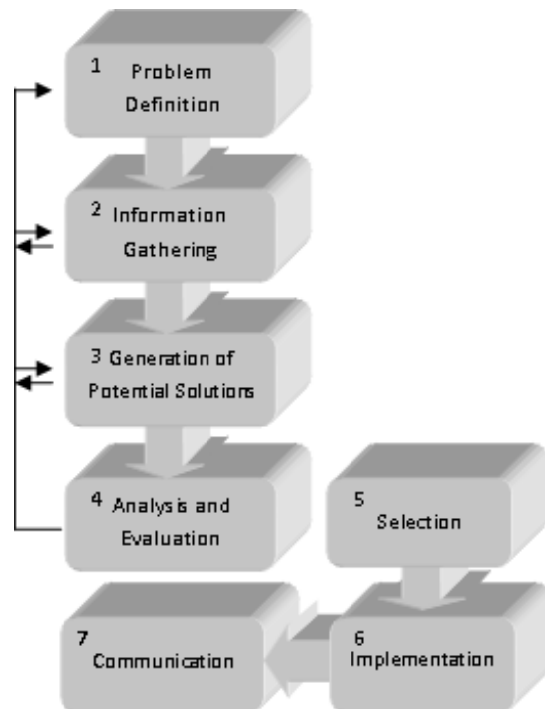 1 Problem
Definition
2 Information
Gathering
3 Generation of
Potential Solutions
4 Analysis and
Evaluation
5
Selection
6
Implementation
7
Communication